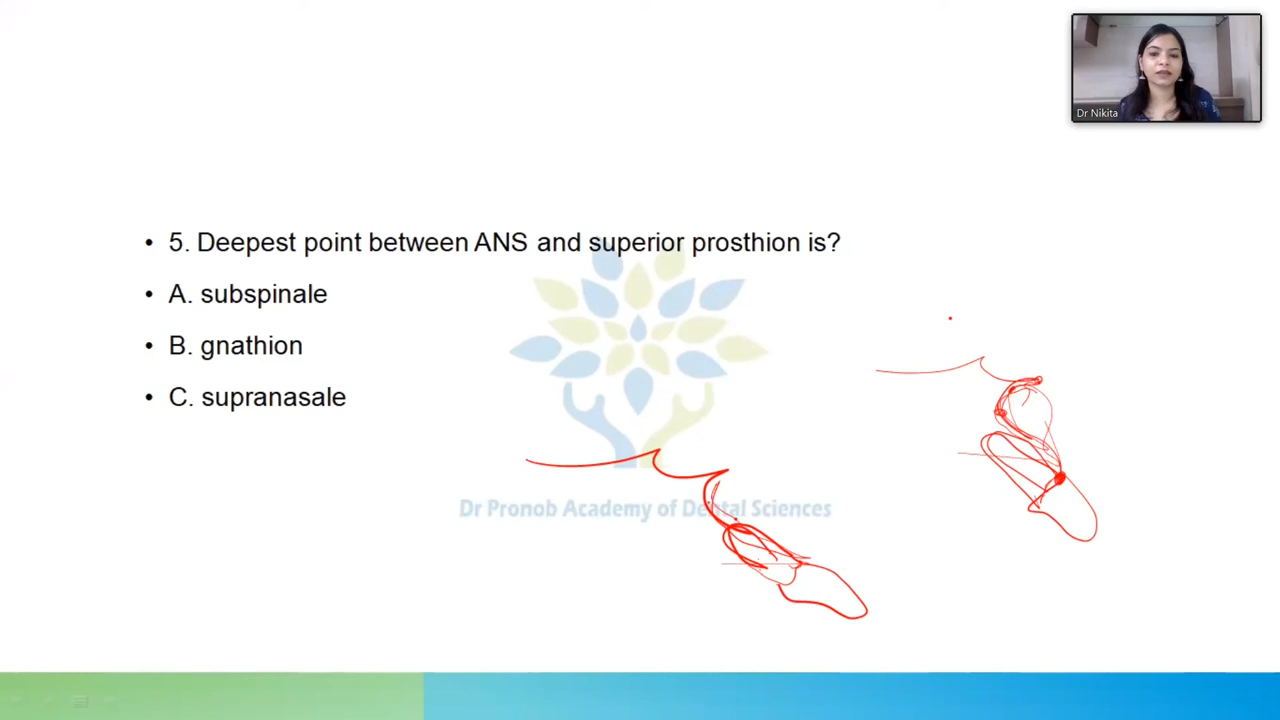 Dr Nikita
• 5. Deepest point between ANS and superior prosthion is?
• A. subspinale
• B. gnathion
• C. supranasale
Dr Pronob Academy of Dental Sciences